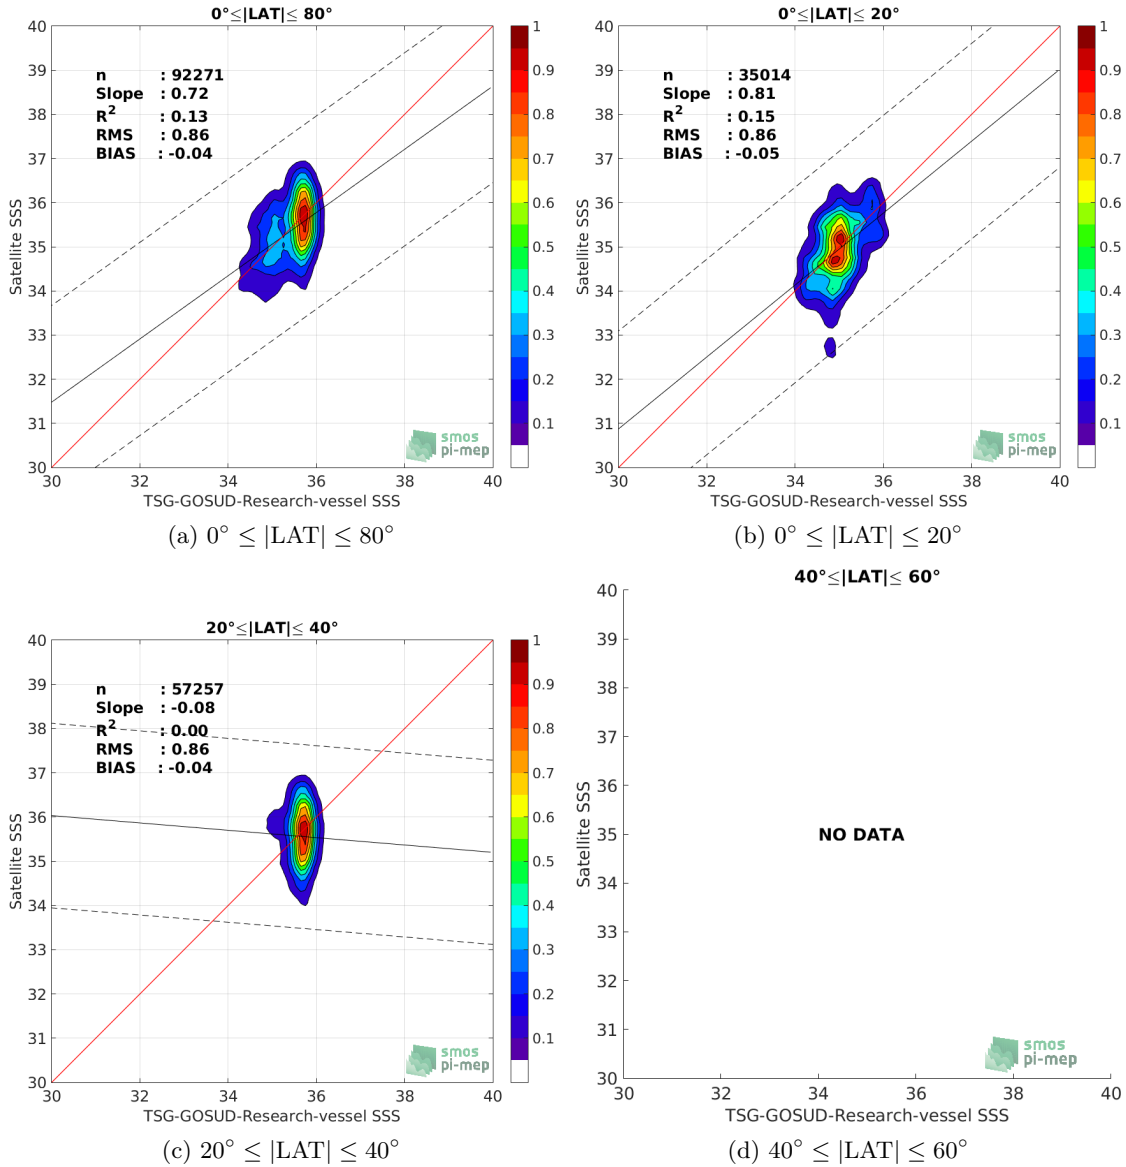 0°≤|LAT|≤ 80°
n : 92271
Slope : 0.72
R² : 0.13
RMS : 0.86
BIAS : -0.04
40
39
38
37
36
35
34
33
32
31
30
30 32 34 36 38 40
Satellite SSS
TSG-GOSUD-Research-vessel SSS
1
0.9
0.8
0.7
0.6
0.5
0.4
0.3
0.2
0.1
smos
pi-mep
(a) 0° ≤ |LAT| ≤ 80°
0°≤|LAT|≤ 20°
n : 35014
Slope : 0.81
R² : 0.15
RMS : 0.86
BIAS : -0.05
40
39
38
37
36
35
34
33
32
31
30
30 32 34 36 38 40
Satellite SSS
TSG-GOSUD-Research-vessel SSS
1
0.9
0.8
0.7
0.6
0.5
0.4
0.3
0.2
0.1
smos
pi-mep
(b) 0° ≤ |LAT| ≤ 20°
20°≤|LAT|≤ 40°
n : 57257
Slope : -0.08
R² : 0.00
RMS : 0.86
BIAS : -0.04
40
39
38
37
36
35
34
33
32
31
30
30 32 34 36 38 40
Satellite SSS
TSG-GOSUD-Research-vessel SSS
1
0.9
0.8
0.7
0.6
0.5
0.4
0.3
0.2
0.1
smos
pi-mep
(c) 20° ≤ |LAT| ≤ 40°
40°≤|LAT|≤ 60°
40
39
38
37
36
35
34
33
32
31
30
30 32 34 36 38 40
Satellite SSS
NO DATA
TSG-GOSUD-Research-vessel SSS
smos
pi-mep
(d) 40° ≤ |LAT| ≤ 60°